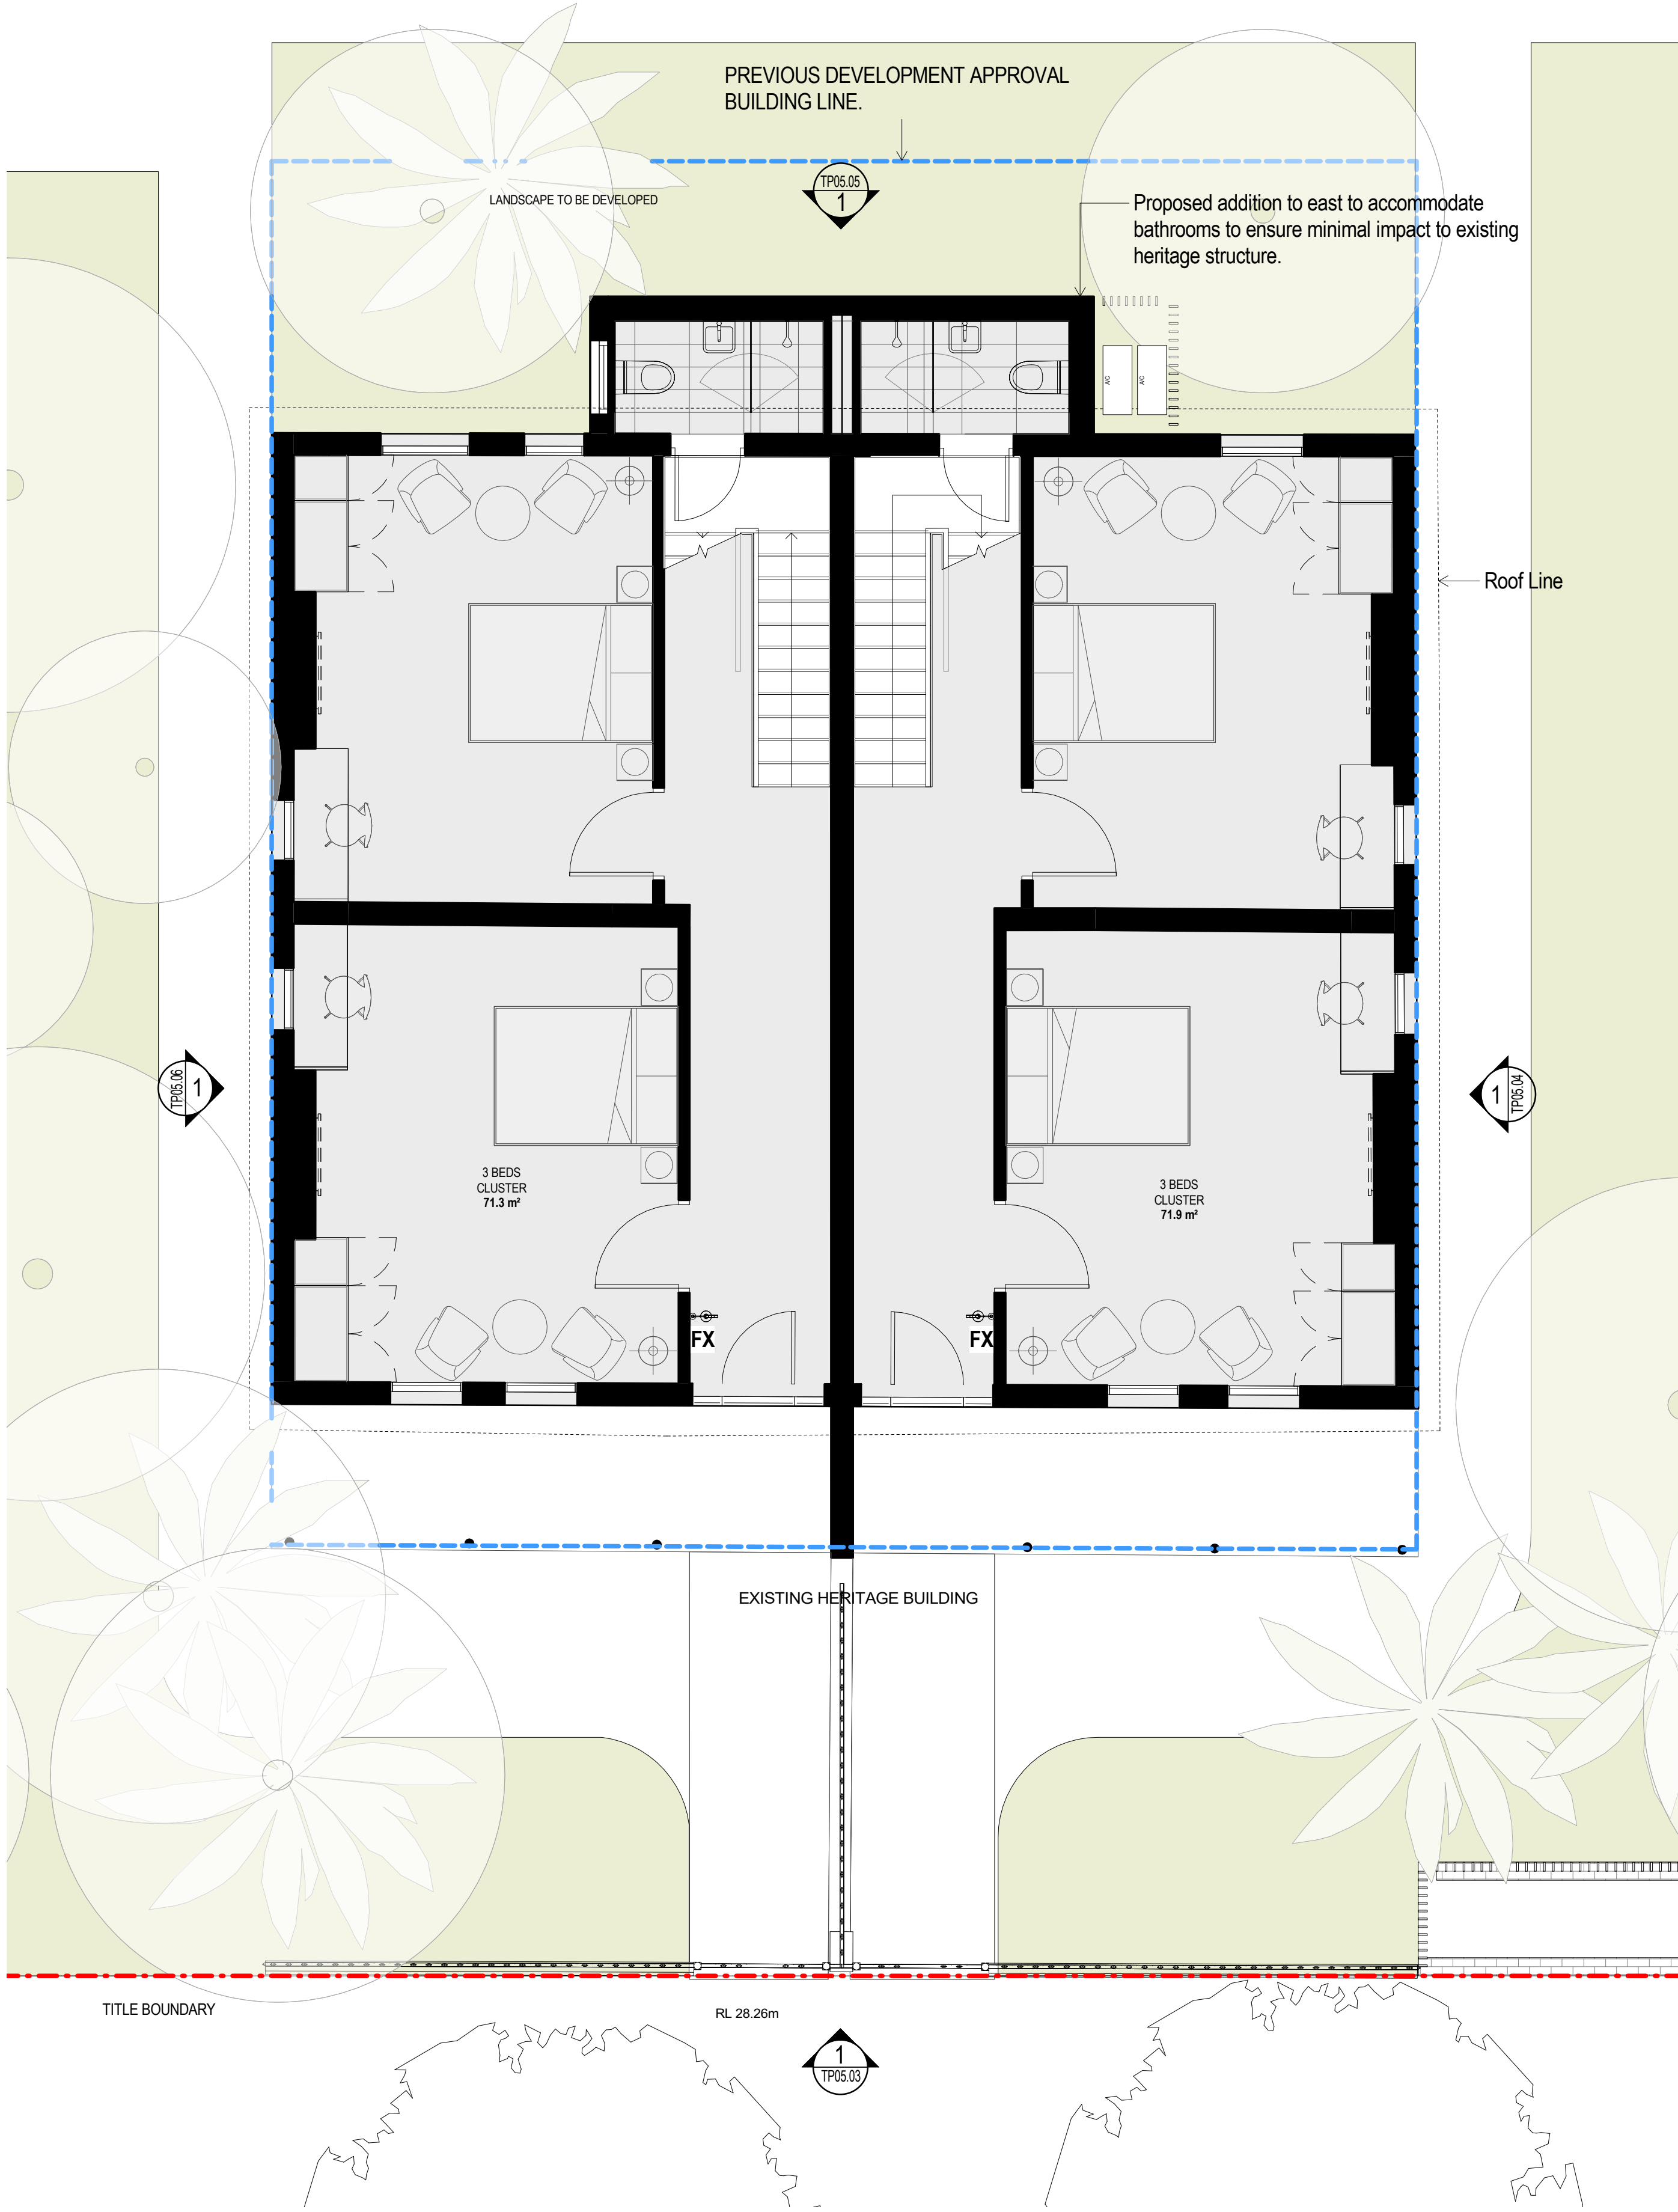 PREVIOUS DEVELOPMENT APPROVAL
BUILDING LINE.
TP05.05
1
LANDSCAPE TO BE DEVELOPED
Proposed addition to east to accommodate
bathrooms to ensure minimal impact to existing
heritage structure.
A/C
A/C
Roof Line
TP05.06
1
1
TP05.04
3 BEDS
CLUSTER
71.3 m²
3 BEDS
CLUSTER
71.9 m²
FX
FX
EXISTING HERITAGE BUILDING
TITLE BOUNDARY
RL 28.26m
1
TP05.03